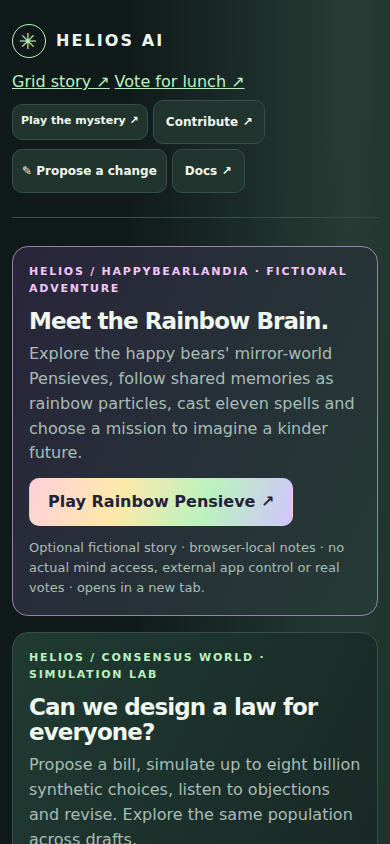 HELIOS AI
Grid story ↗ Vote for lunch ↗
Play the mystery ↗ Contribute ↗
✎ Propose a change Docs ↗
HELIOS / HAPPYBEARLANDIA · FICTIONAL
ADVENTURE
Meet the Rainbow Brain.
Explore the happy bears' mirror-world
Pensieves, follow shared memories as
rainbow particles, cast eleven spells and
choose a mission to imagine a kinder
future.
Play Rainbow Pensieve ↗
Optional fictional story · browser-local notes · no
actual mind access, external app control or real
votes · opens in a new tab.
HELIOS / CONSENSUS WORLD ·
SIMULATION LAB
Can we design a law for
everyone?
Propose a bill, simulate up to eight billion
synthetic choices, listen to objections
and revise. Explore the same population
across drafts.